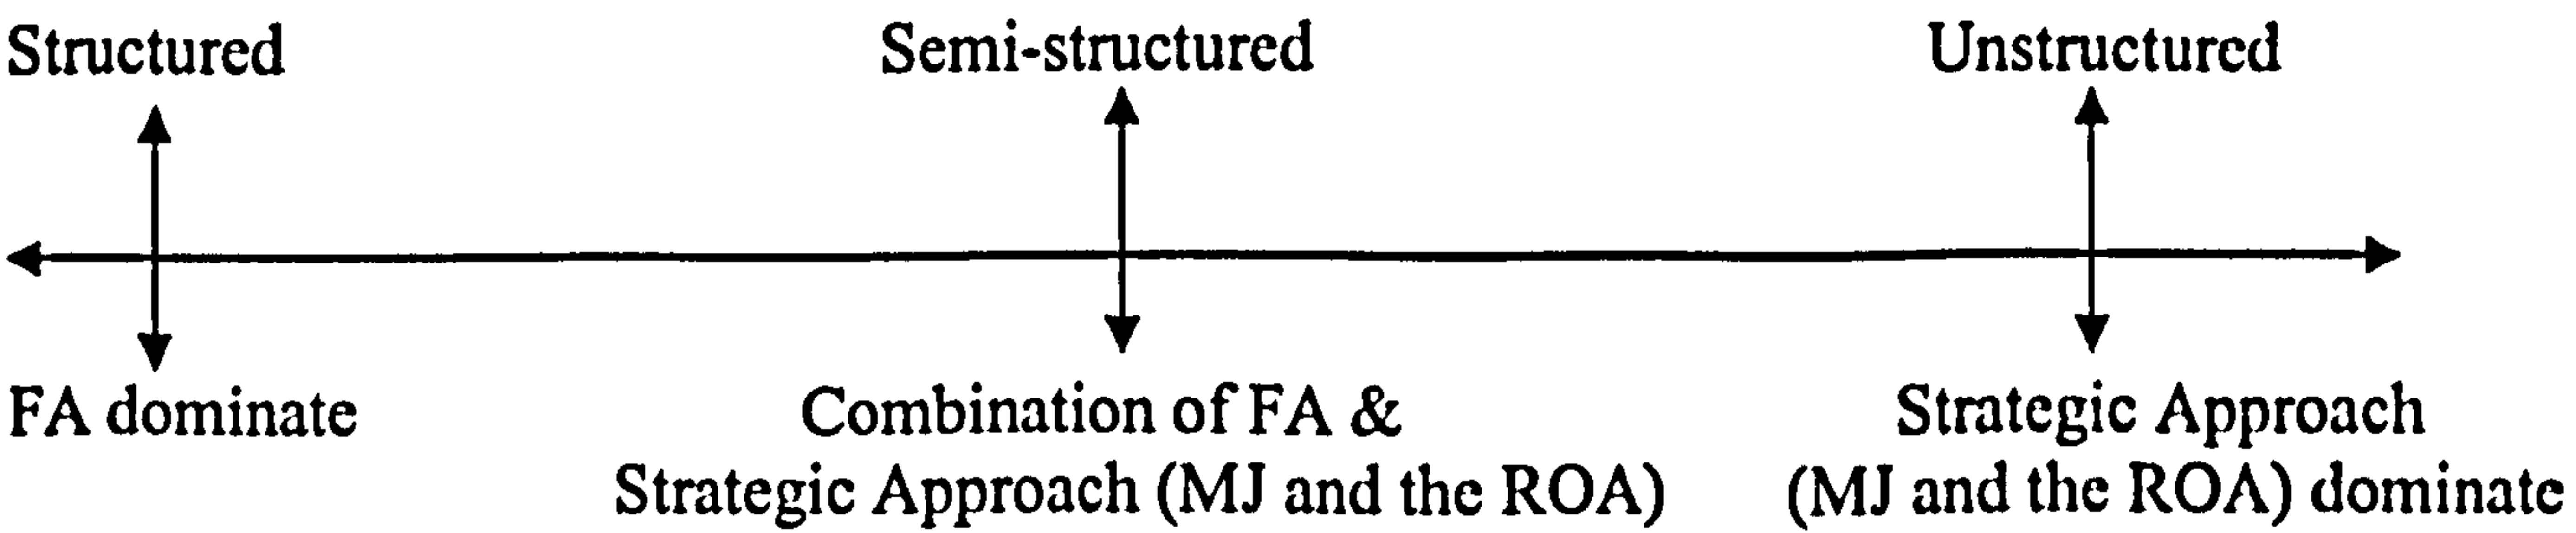 Structured
Semi-structured
Unstructured
FA dominate
Combination of FA &
Strategic Approach (MJ and the ROA)
Strategic Approach
(MJ and the ROA) dominate